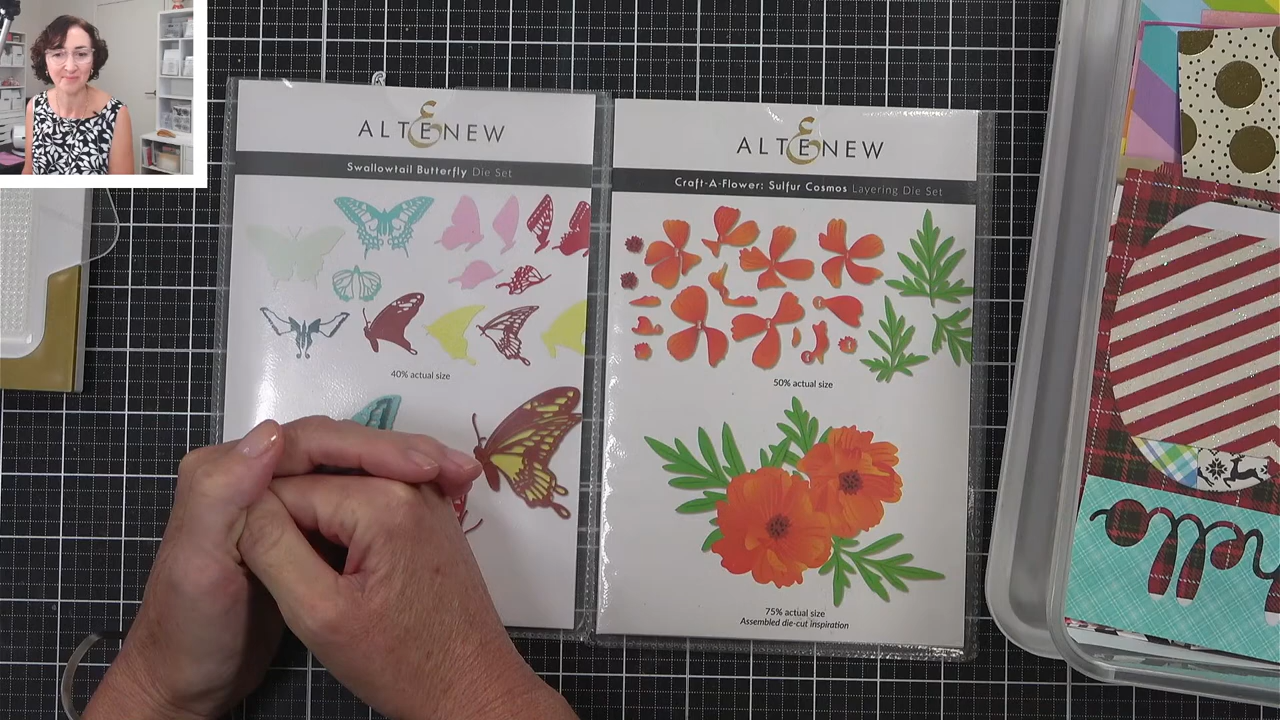 ALTENEW
Swallowtail Butterfly Die Set
40% actual size
ALTENEW
Craft-A-Flower: Sulfur Cosmos Layering Die Set
50% actual size
75% actual size
Assembled die-cut inspiration